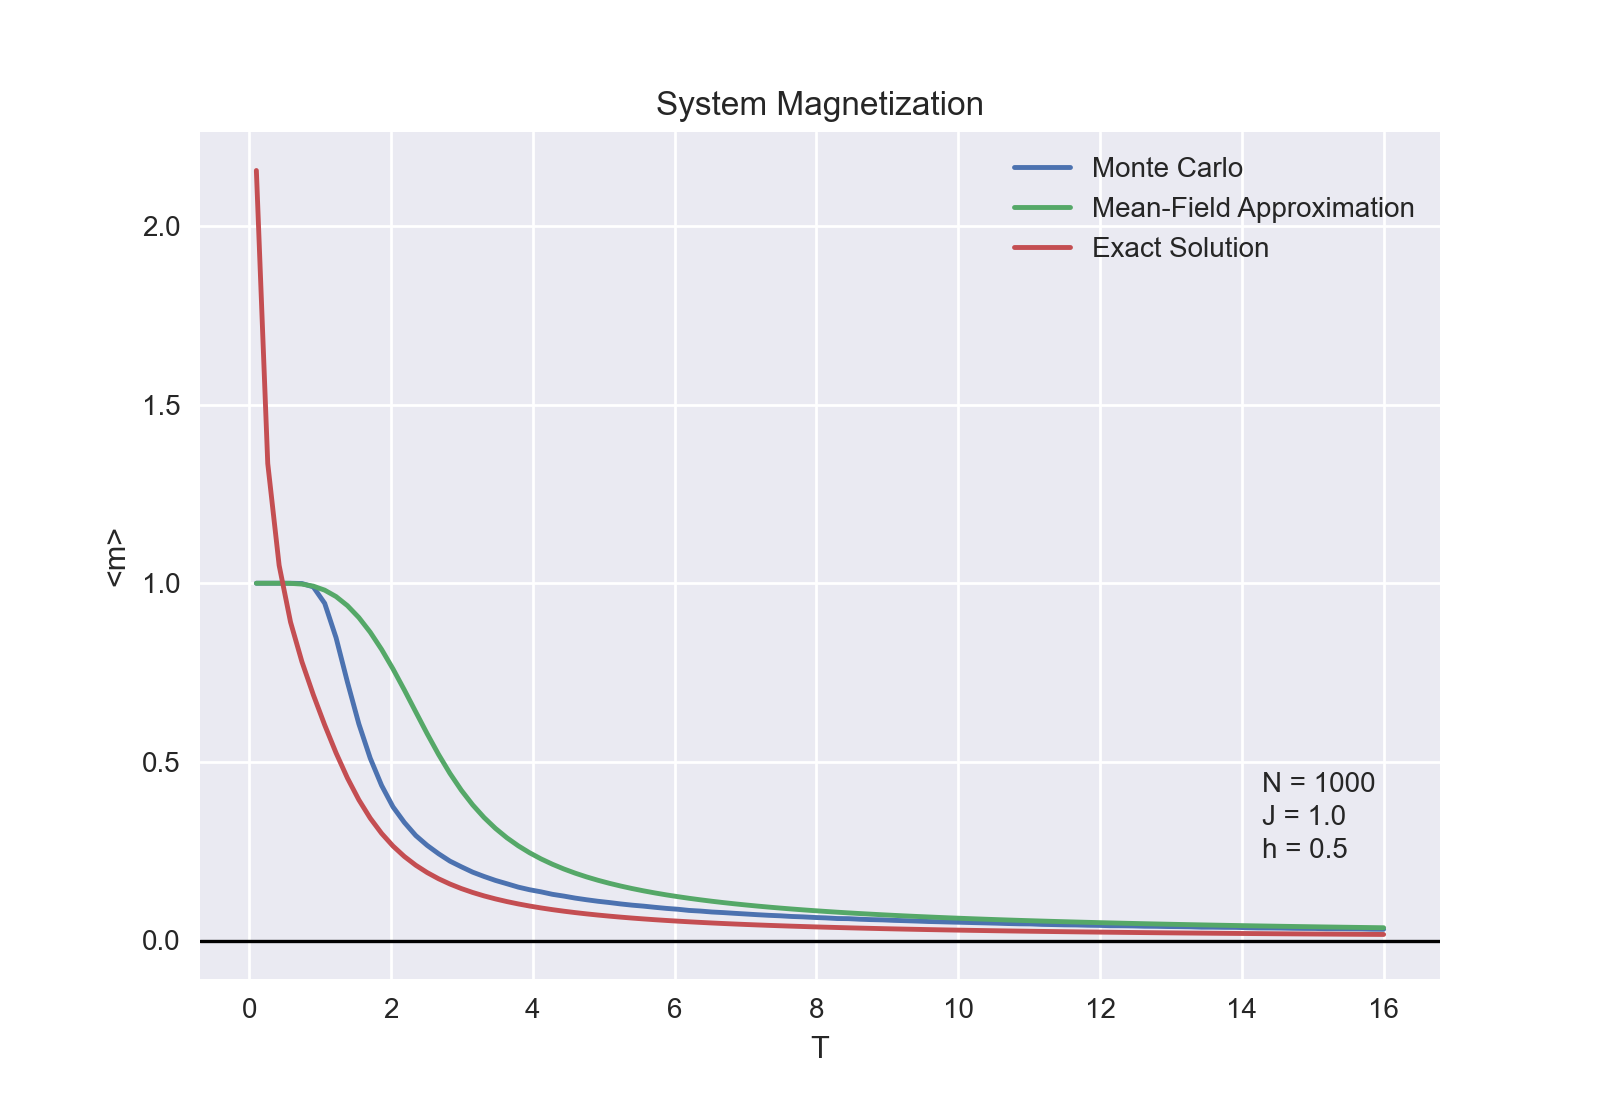 System Magnetization
Monte Carlo
Mean-Field Approximation
Exact Solution
<m>
2.0
1.5
1.0
0.5
0.0
N = 1000
J = 1.0
h = 0.5
0 2 4 6 8 10 12 14 16
T